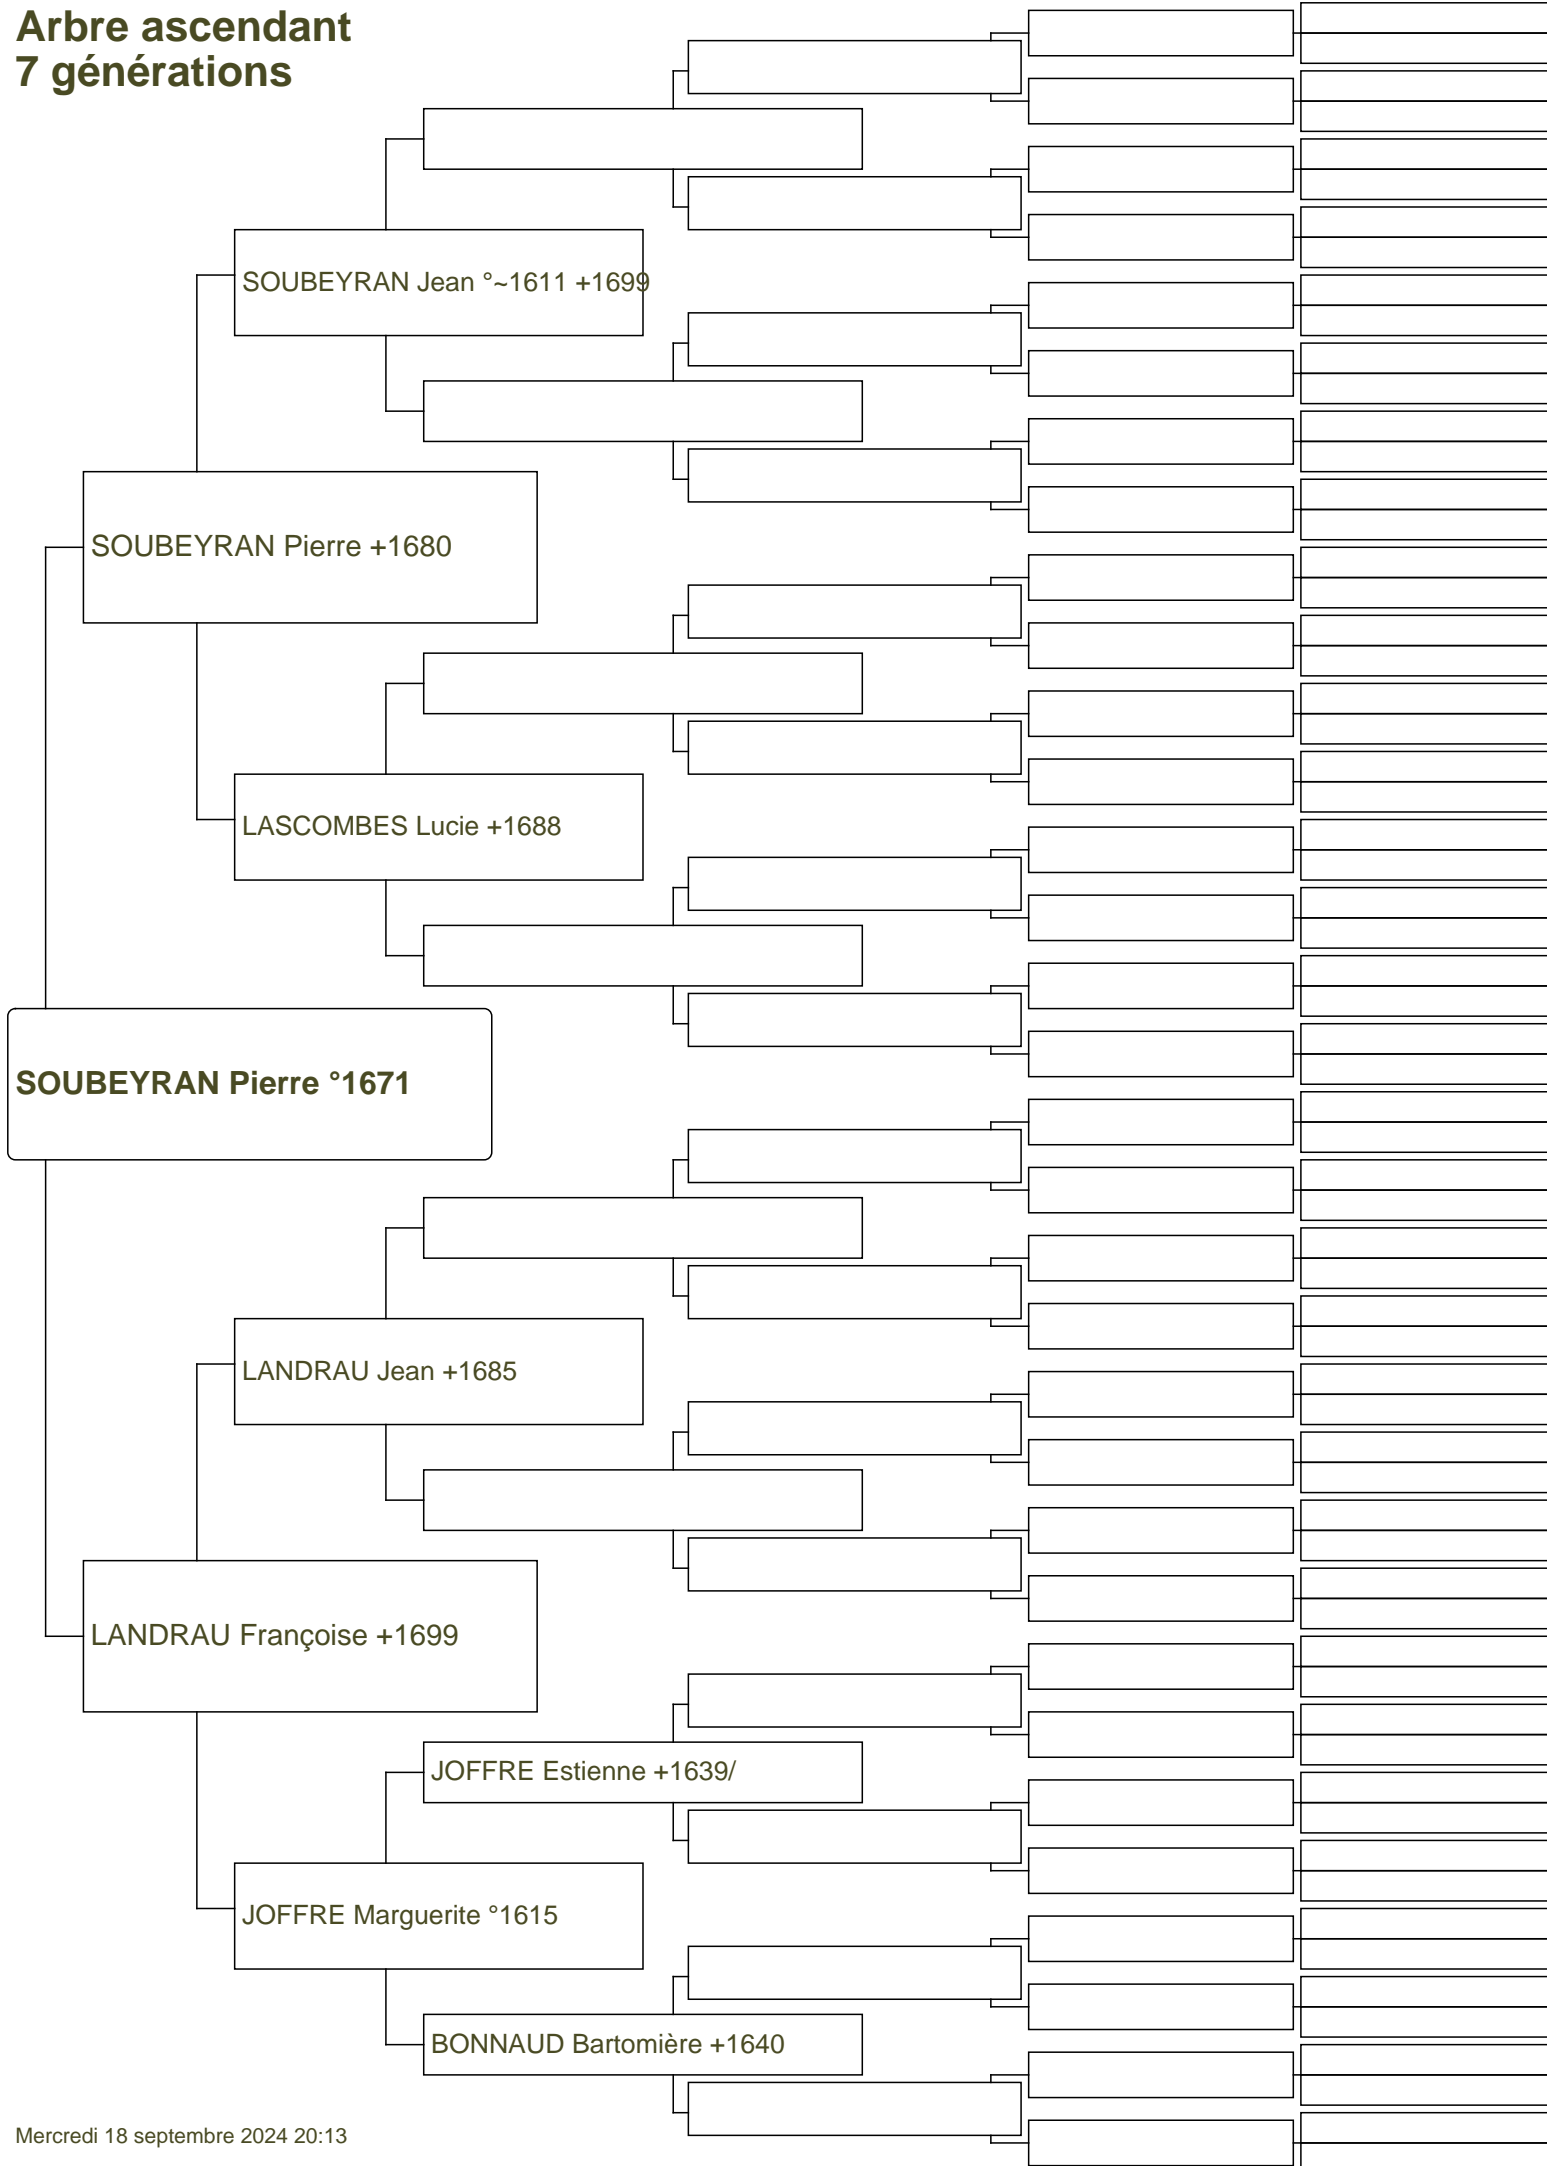 Arbre ascendant
7 générations
SOUBEYRAN Jean °~1611 +1699
SOUBEYRAN Pierre +1680
LASCOMBES Lucie +1688
SOUBEYRAN Pierre °1671
LANDRAU Jean +1685
LANDRAU Françoise +1699
JOFFRE Estienne +1639/
JOFFRE Marguerite °1615
BONNAUD Bartomière +1640
Mercredi 18 septembre 2024 20:13